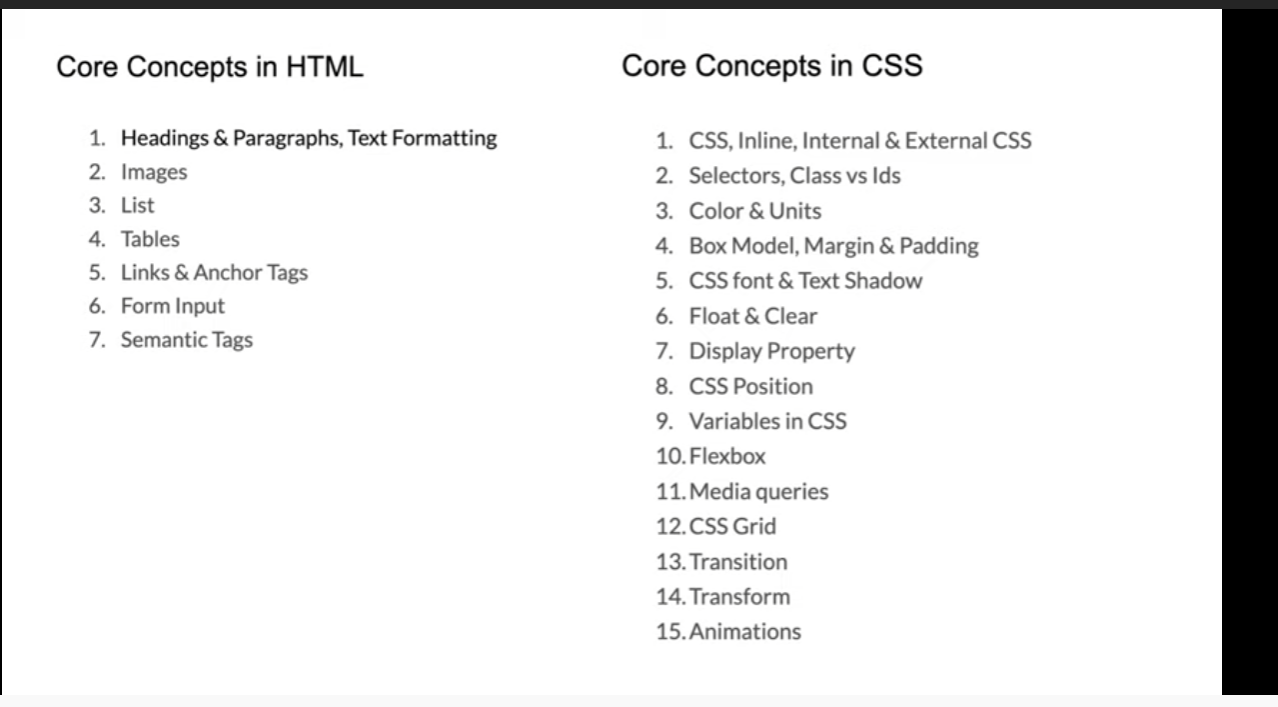 Core Concepts in HTML
1. Headings & Paragraphs, Text Formatting
2. Images
3. List
4. Tables
5. Links & Anchor Tags
6. Form Input
7. Semantic Tags
Core Concepts in CSS
1. CSS, Inline, Internal & External CSS
2. Selectors, Class vs Ids
3. Color & Units
4. Box Model, Margin & Padding
5. CSS font & Text Shadow
6. Float & Clear
7. Display Property
8. CSS Position
9. Variables in CSS
10. Flexbox
11. Media queries
12. CSS Grid
13. Transition
14. Transform
15. Animations